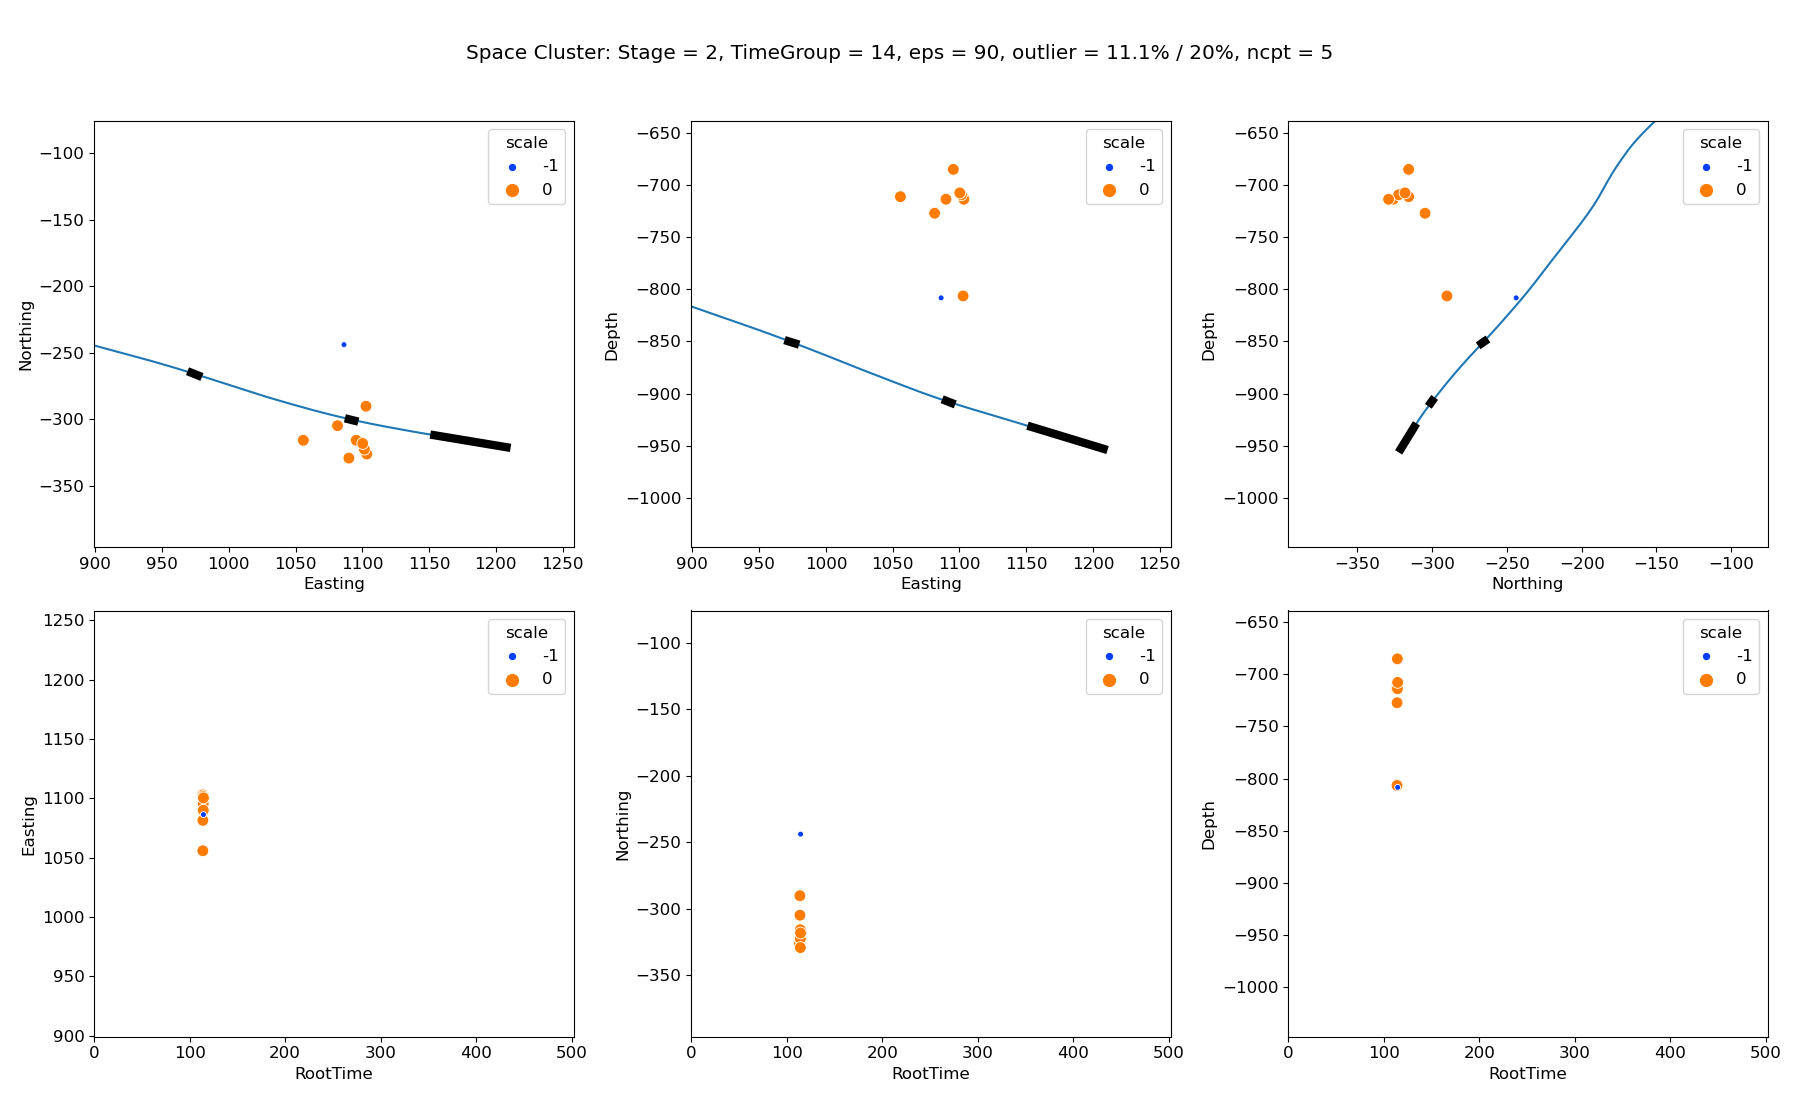 Space Cluster: Stage = 2, TimeGroup = 14, eps = 90, outlier = 11.1% / 20%, ncpt = 5
scale
-1
0
−100
−150
−200
−250
−300
−350
Northing
900 950 1000 1050 1100 1150 1200 1250
Easting
scale
-1
0
−650
−700
−750
−800
−850
−900
−950
−1000
Depth
900 950 1000 1050 1100 1150 1200 1250
Easting
scale
-1
0
−650
−700
−750
−800
−850
−900
−950
−1000
Depth
−350 −300 −250 −200 −150 −100
Northing
scale
-1
0
1250
1200
1150
1100
1050
1000
950
900
Easting
0 100 200 300 400 500
RootTime
scale
-1
0
−100
−150
−200
−250
−300
−350
Northing
0 100 200 300 400 500
RootTime
scale
-1
0
−650
−700
−750
−800
−850
−900
−950
−1000
Depth
0 100 200 300 400 500
RootTime